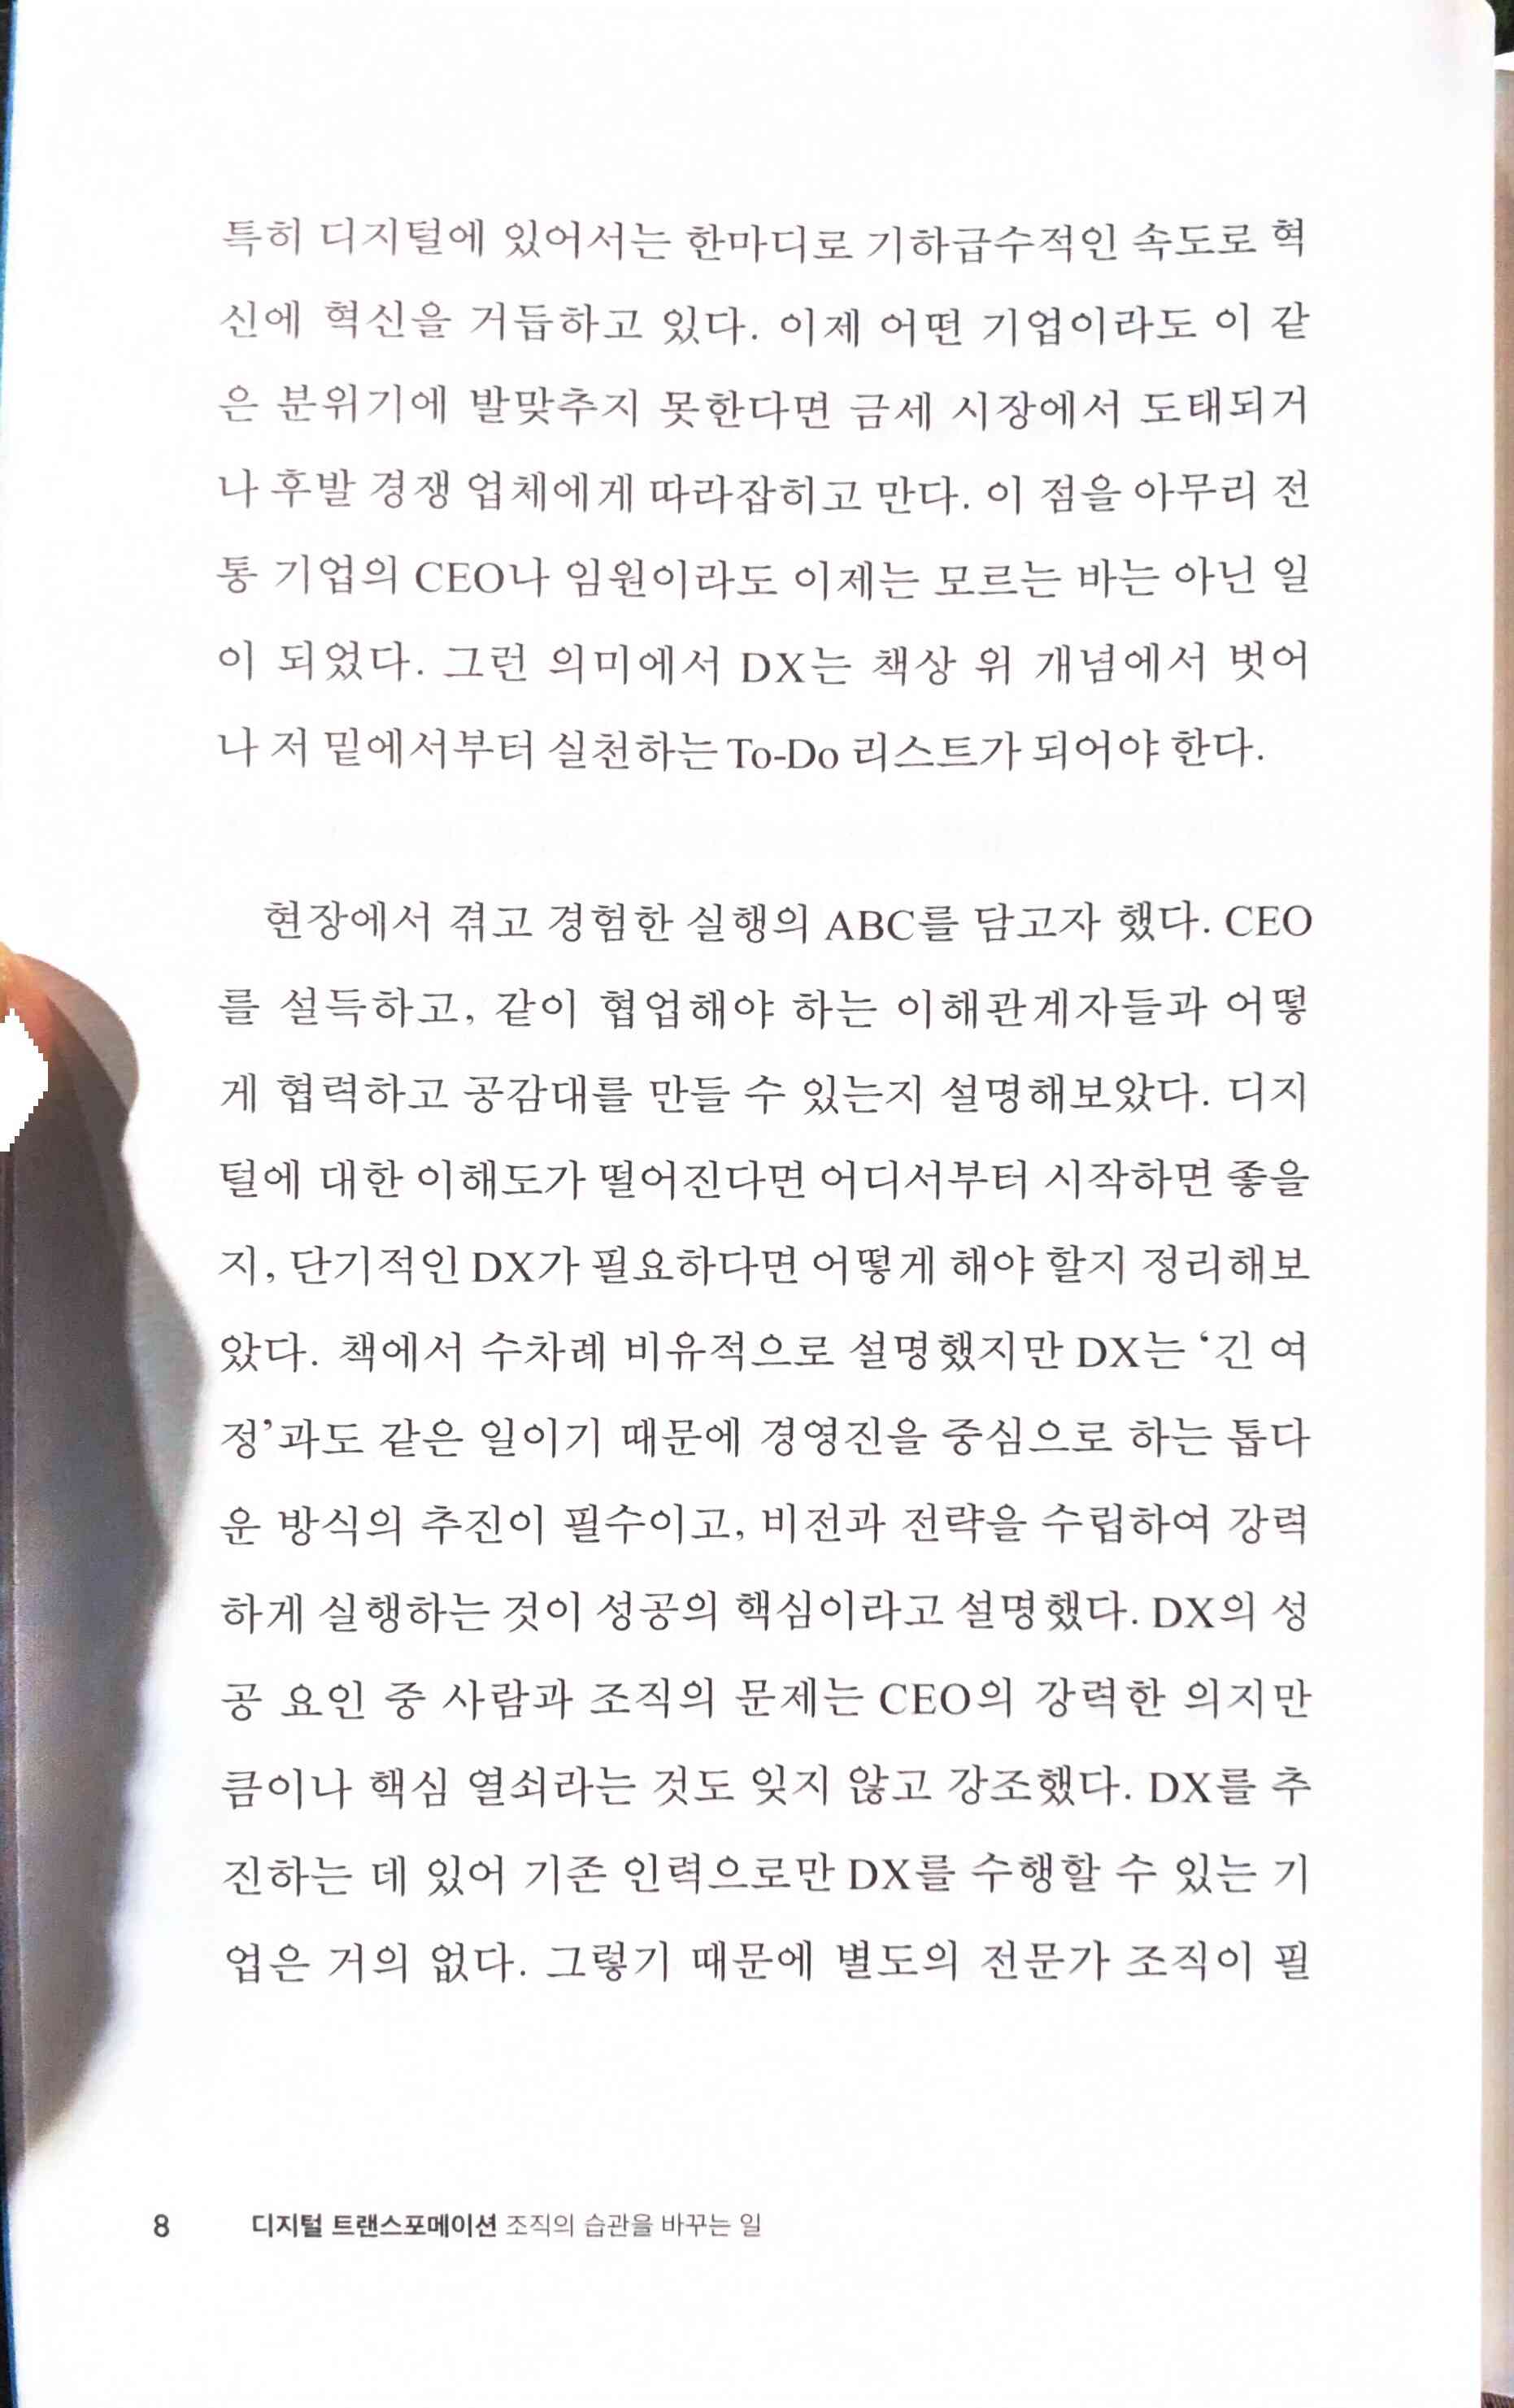 특히 디지털에 있어서는 한마디로 기하급수적인 속도로 혁
신에 혁신을 거듭하고 있다. 이제 어떤 기업이라도 이 같
은 분위기에 발맞추지 못한다면 금세 시장에서 도태되거
나 후발 경쟁 업체에게 따라잡히고 만다. 이 점을 아무리 전
통 기업의 CEO나 임원이라도 이제는 모르는 바는 아닌 일
이 되었다. 그런 의미에서 DX는 책상 위 개념에서 벗어
나 저 밑에서부터 실천하는 To-Do 리스트가 되어야 한다.
현장에서 겪고 경험한 실행의 ABC를 담고자 했다. CEO
를 설득하고, 같이 협업해야 하는 이해관계자들과 어떻
게 협력하고 공감대를 만들 수 있는지 설명해보았다. 디지
털에 대한 이해도가 떨어진다면 어디서부터 시작하면 좋을
지, 단기적인 DX가 필요하다면 어떻게 해야 할지 정리해보
았다. 책에서 수차례 비유적으로 설명했지만 DX는 ‘긴 여
정’과도 같은 일이기 때문에 경영진을 중심으로 하는 톱다
운 방식의 추진이 필수이고, 비전과 전략을 수립하여 강력
하게 실행하는 것이 성공의 핵심이라고 설명했다. DX의 성
공 요인 중 사람과 조직의 문제는 CEO의 강력한 의지만
큼이나 핵심 열쇠라는 것도 잊지 않고 강조했다. DX를 추
진하는 데 있어 기존 인력으로만 DX를 수행할 수 있는 기
업은 거의 없다. 그렇기 때문에 별도의 전문가 조직이 필
8 디지털 트랜스포메이션 조직의 습관을 바꾸는 일